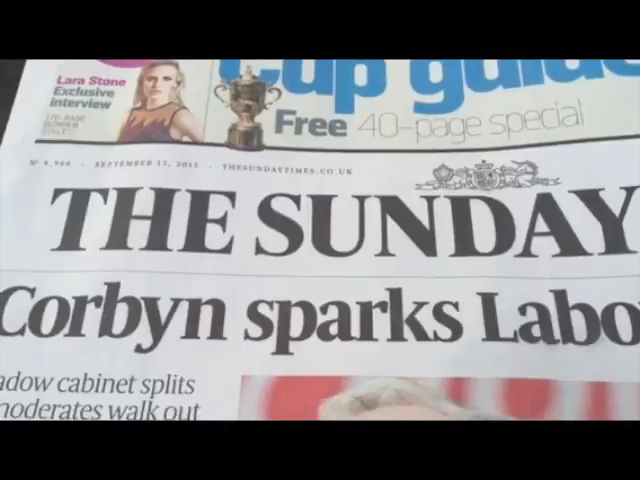 Cup guide
Lara Stone
Exclusive
interview
Free 40-page special
SEPTEMBER 13, 2015 · THESUNDAYTIMES.CO.UK
THE SUNDAY
Corbyn sparks Labo
adow cabinet splits
moderates walk out